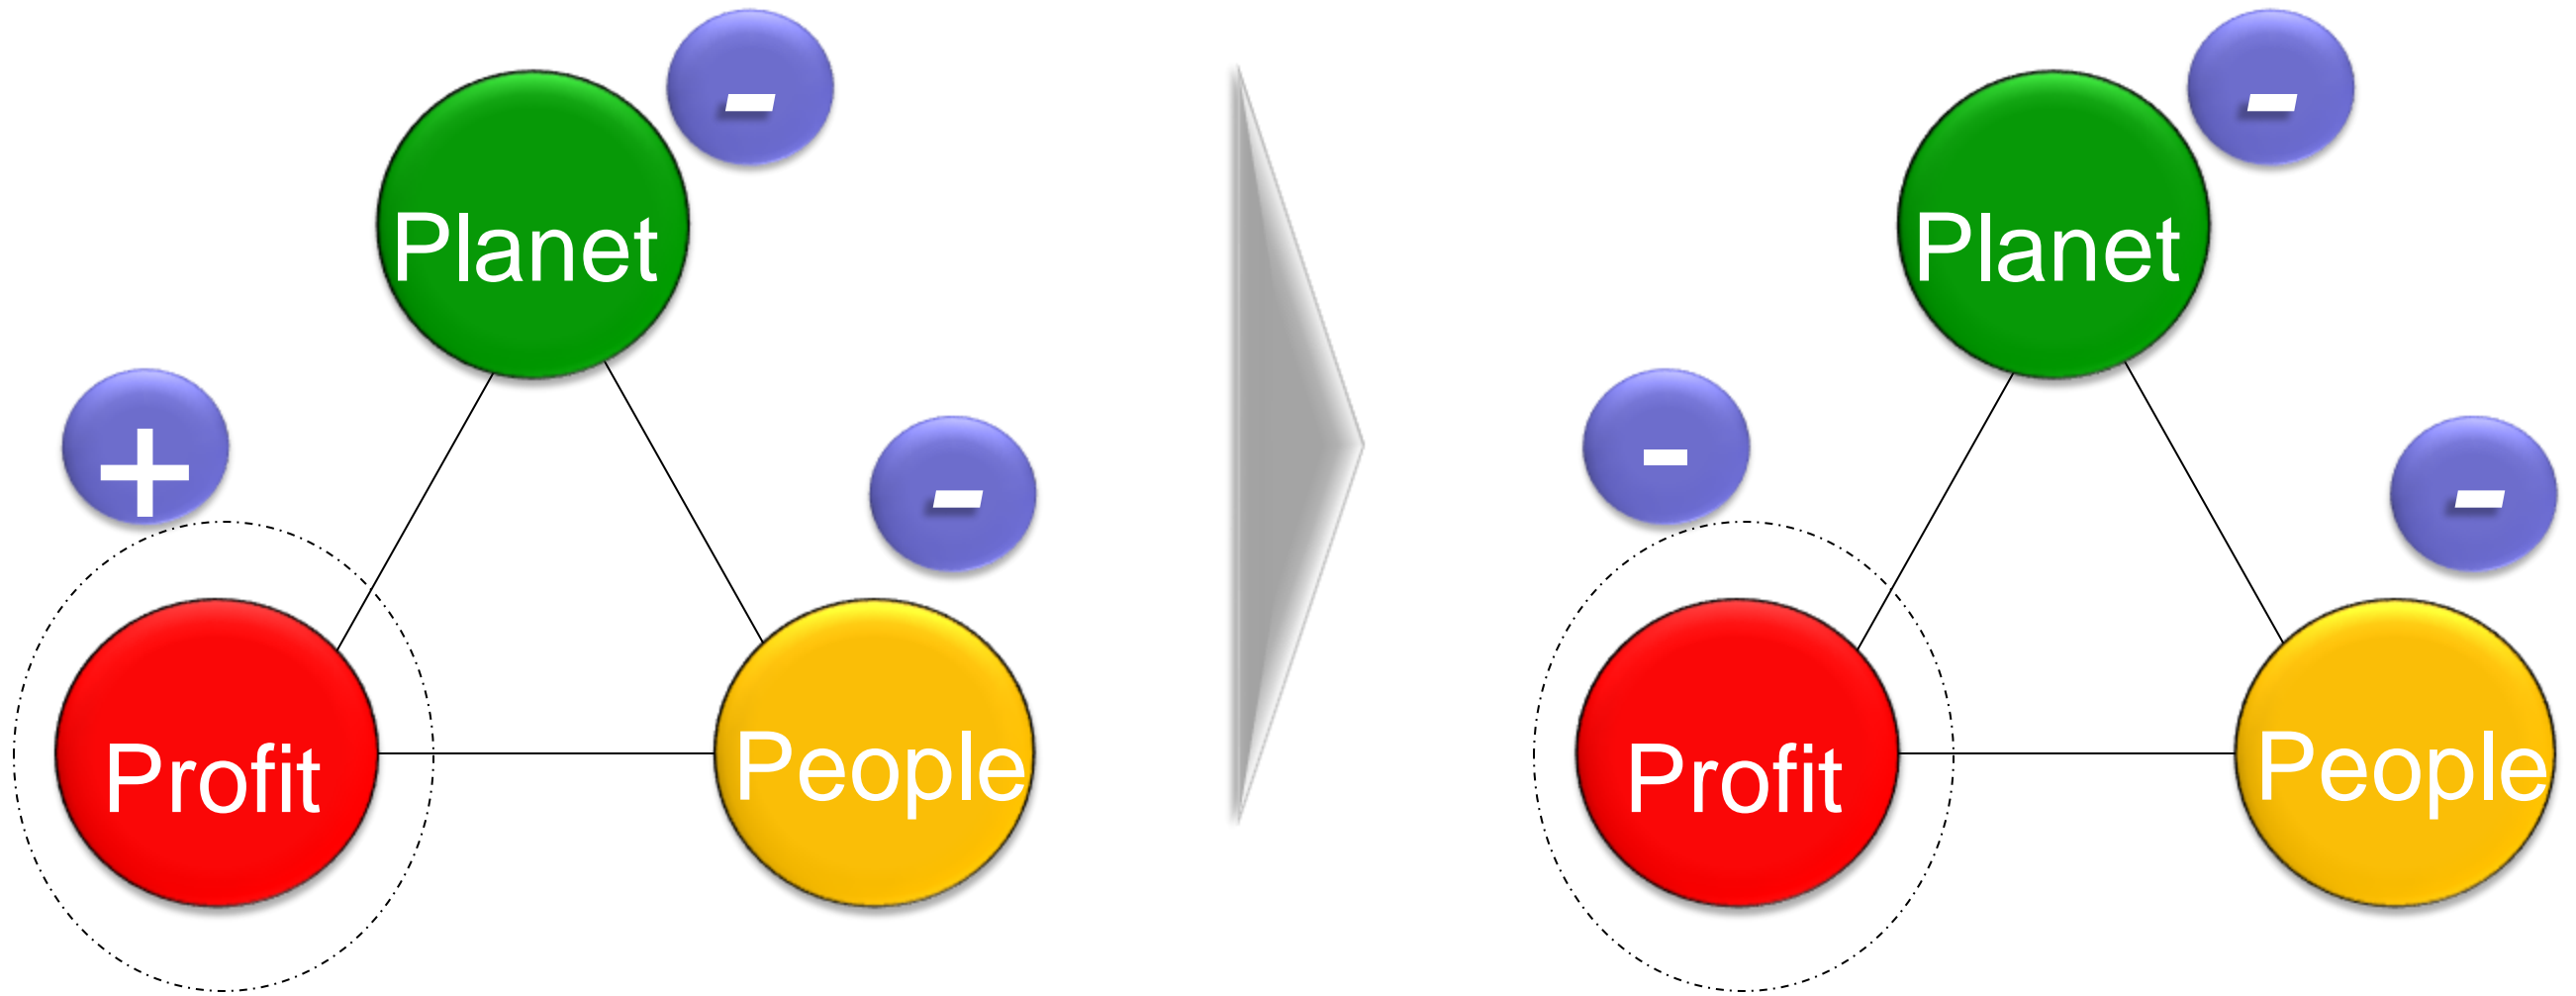 -
Planet
+
-
Profit
People
-
Planet
-
-
Profit
People